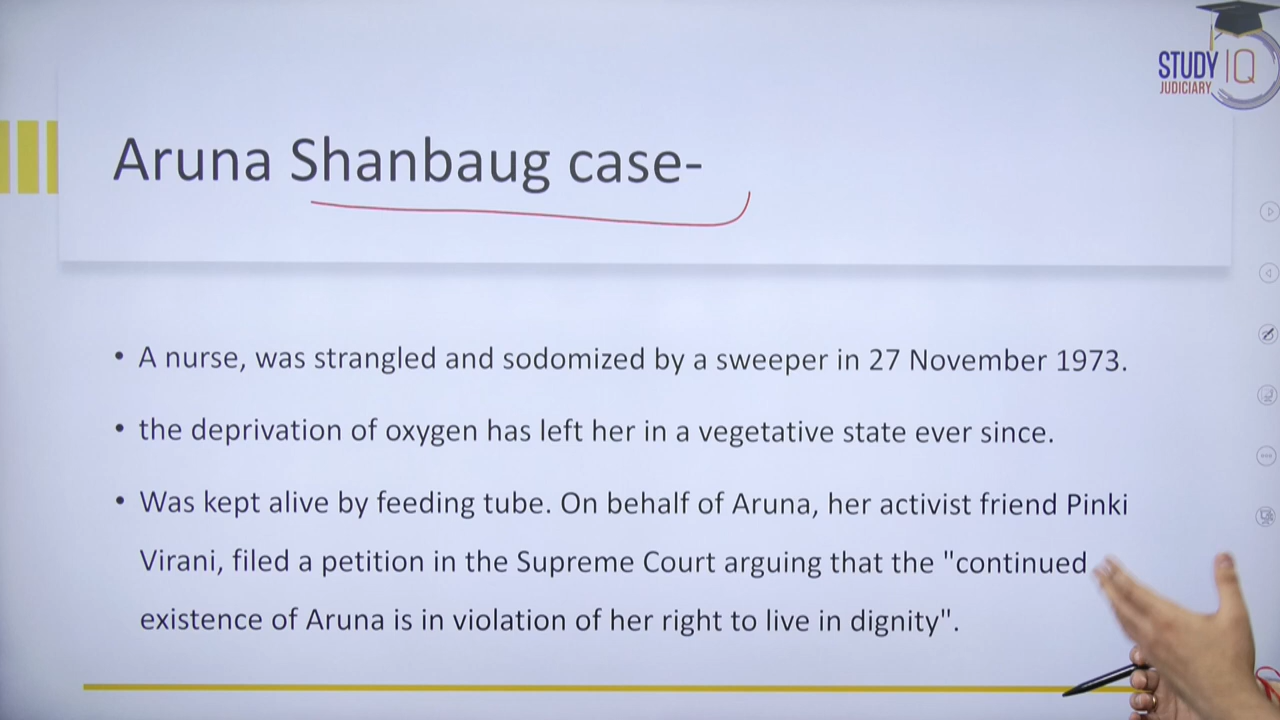 STUDY IQ
JUDICIARY
Aruna Shanbaug case-
• A nurse, was strangled and sodomized by a sweeper in 27 November 1973.
• the deprivation of oxygen has left her in a vegetative state ever since.
• Was kept alive by feeding tube. On behalf of Aruna, her activist friend Pinki
Virani, filed a petition in the Supreme Court arguing that the "continued
existence of Aruna is in violation of her right to live in dignity".